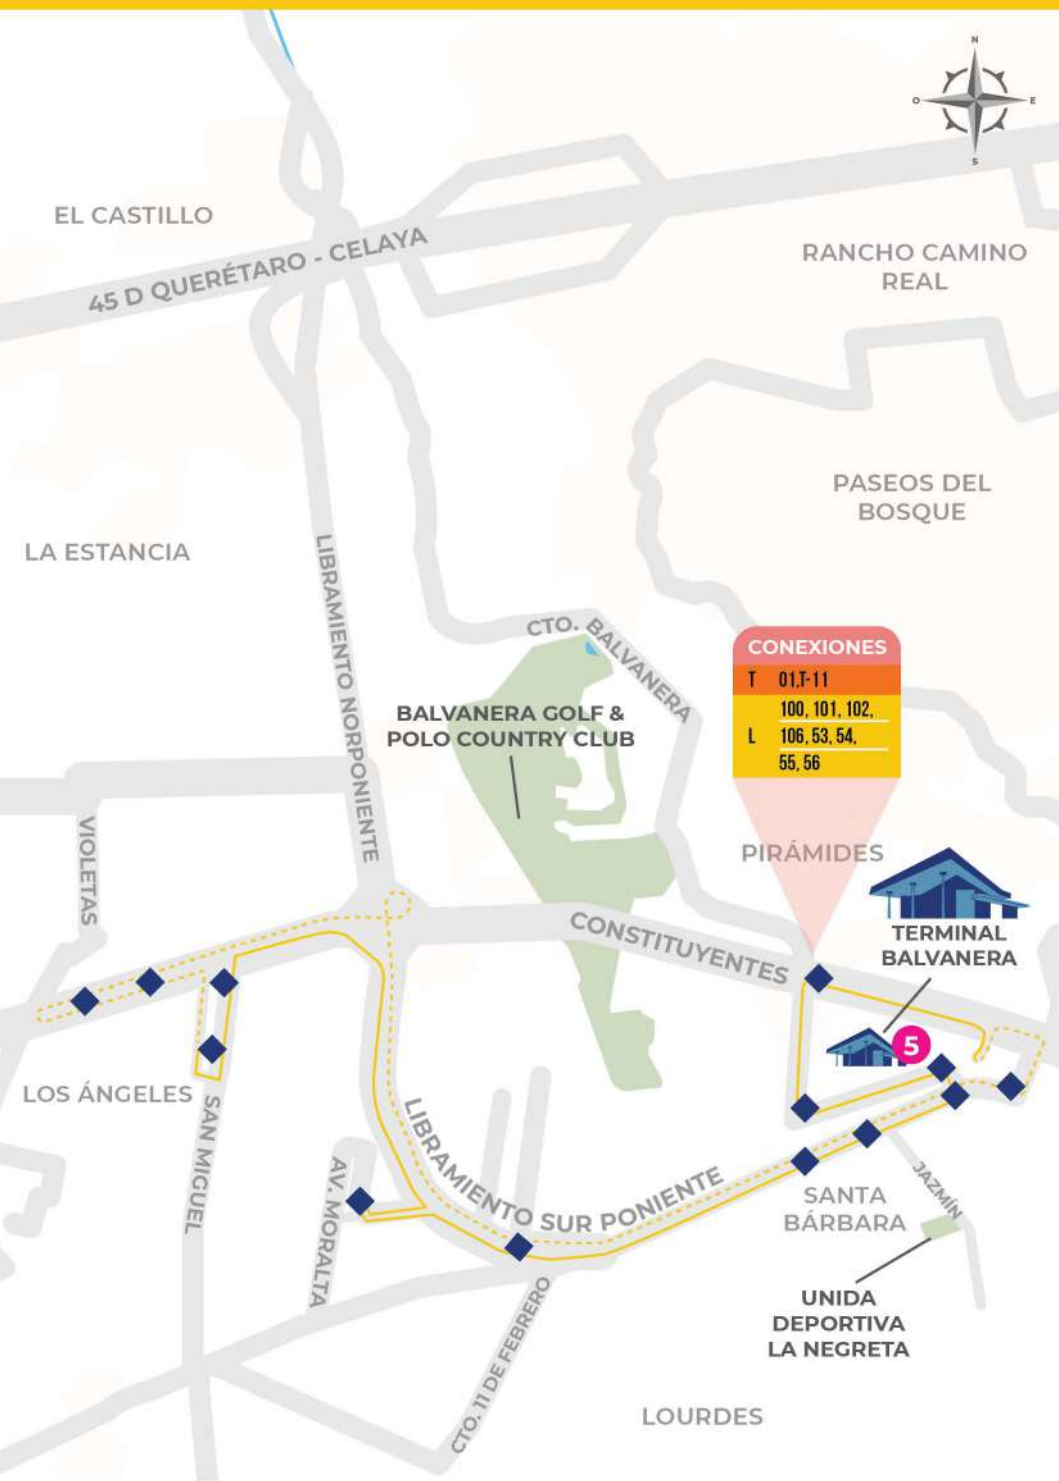 N
O
E
S
EL CASTILLO
45 D QUERÉTARO - CELAYA
RANCHO CAMINO
REAL
PASEOS DEL
BOSQUE
LA ESTANCIA
LIBRAMIENTO NORPONIENTE
CTO. BALVANERA
CONEXIONES
T 01,T-11
100, 101, 102,
L 106, 53, 54,
55, 56
BALVANERA GOLF &
POLO COUNTRY CLUB
VIOLETAS
PIRÁMIDES
CONSTITUYENTES
TERMINAL
BALVANERA
5
LOS ÁNGELES
SAN MIGUEL
AV. MORALTA
LIBRAMIENTO SUR PONIENTE
SANTA
BÁRBARA
JAZMÍN
UNIDA
DEPORTIVA
LA NEGRETA
CTO. 11 DE FEBRERO
LOURDES